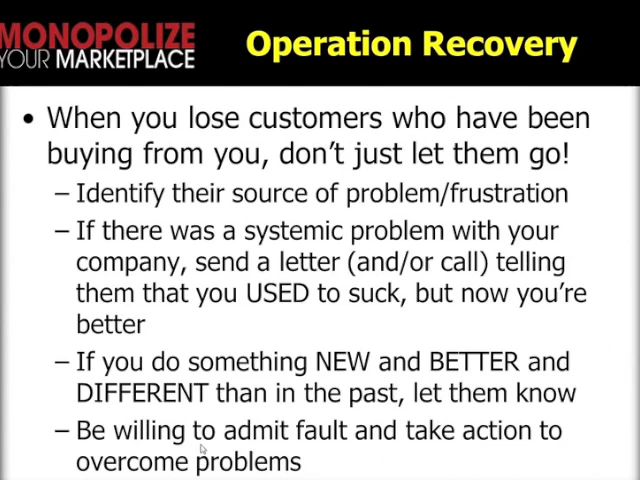 MONOPOLIZE
YOUR MARKETPLACE
Operation Recovery
• When you lose customers who have been
buying from you, don't just let them go!
– Identify their source of problem/frustration
– If there was a systemic problem with your
company, send a letter (and/or call) telling
them that you USED to suck, but now you're
better
– If you do something NEW and BETTER and
DIFFERENT than in the past, let them know
– Be willing to admit fault and take action to
overcome problems